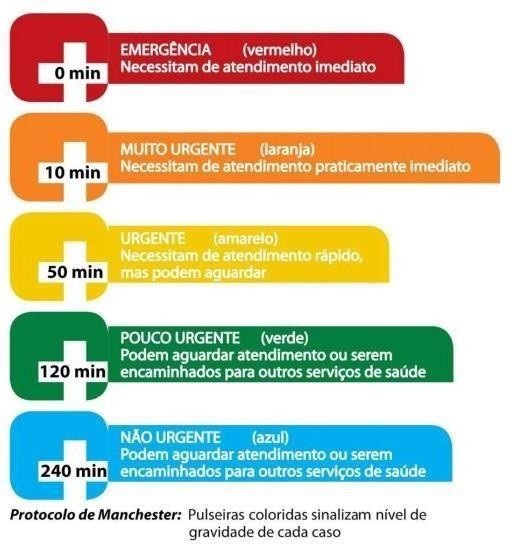 EMERGÊNCIA (vermelho)
Necessitam de atendimento imediato
0 min
MUITO URGENTE (laranja)
Necessitam de atendimento praticamente imediato
10 min
URGENTE (amarelo)
Necessitam de atendimento rápido,
mas podem aguardar
50 min
POUCO URGENTE (verde)
Podem aguardar atendimento ou serem
encaminhados para outros serviços de saúde
120 min
NÃO URGENTE (azul)
Podem aguardar atendimento ou serem
encaminhados para outros serviços de saúde
240 min
Protocolo de Manchester: Pulseiras coloridas sinalizam nível de
gravidade de cada caso